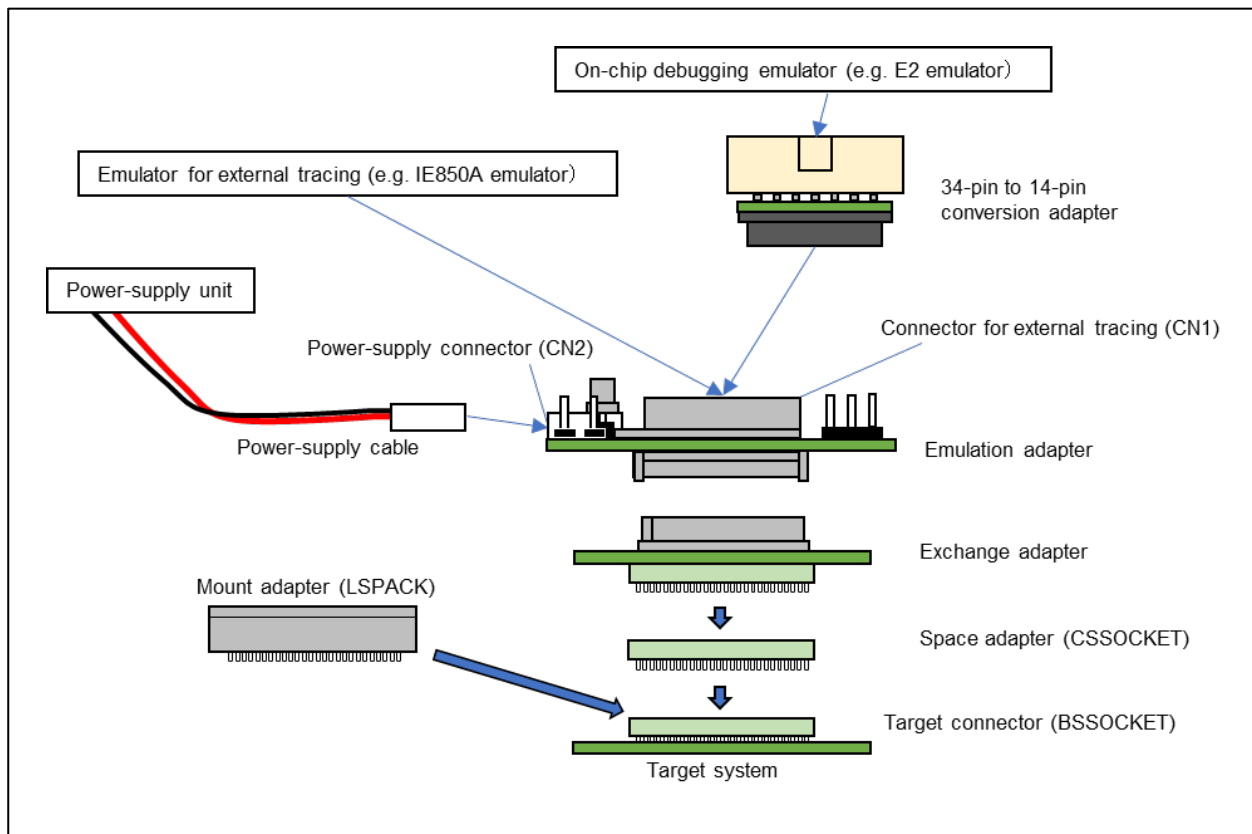 On-chip debugging emulator (e.g. E2 emulator）
Emulator for external tracing (e.g. IE850A emulator）
34-pin to 14-pin
conversion adapter
Power-supply unit
Connector for external tracing (CN1)
Power-supply connector (CN2)
Power-supply cable
Emulation adapter
Exchange adapter
Mount adapter (LSPACK)
Space adapter (CSSOCKET)
Target connector (BSSOCKET)
Target system